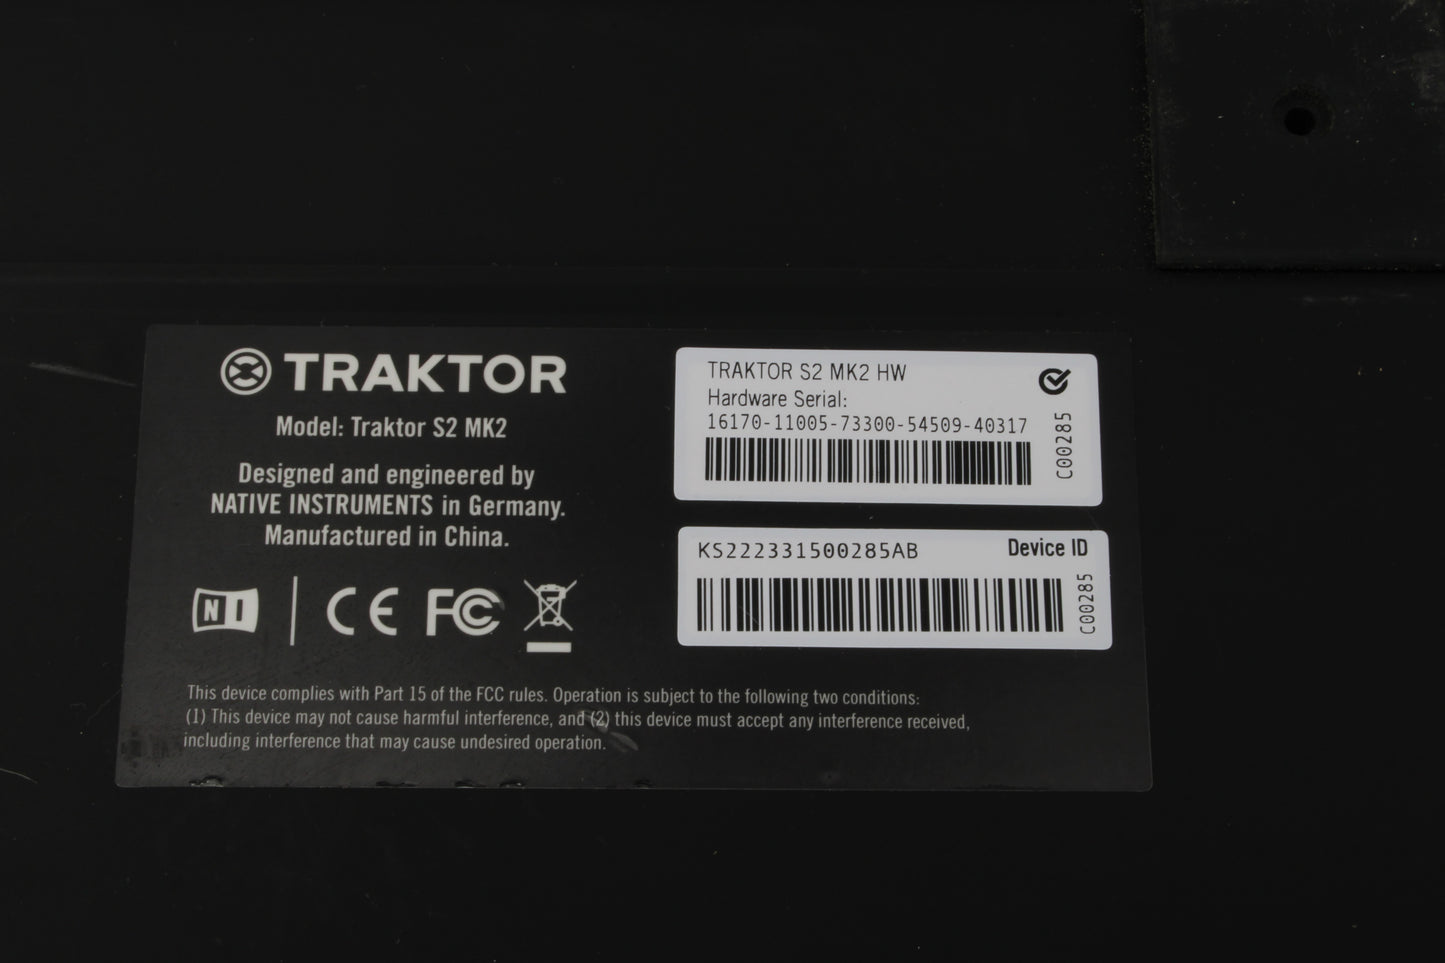 TRAKTOR
Model: Traktor S2 MK2
Designed and engineered by
NATIVE INSTRUMENTS in Germany.
Manufactured in China.
NI
CE FC
This device complies with Part 15 of the FCC rules. Operation is subject to the following two conditions:
(1) This device may not cause harmful interference, and (2) this device must accept any interference received,
including interference that may cause undesired operation.
TRAKTOR S2 MK2 HW
Hardware Serial:
16170-11005-73300-54509-40317
C00285
KS222331500285AB
Device ID
C00285